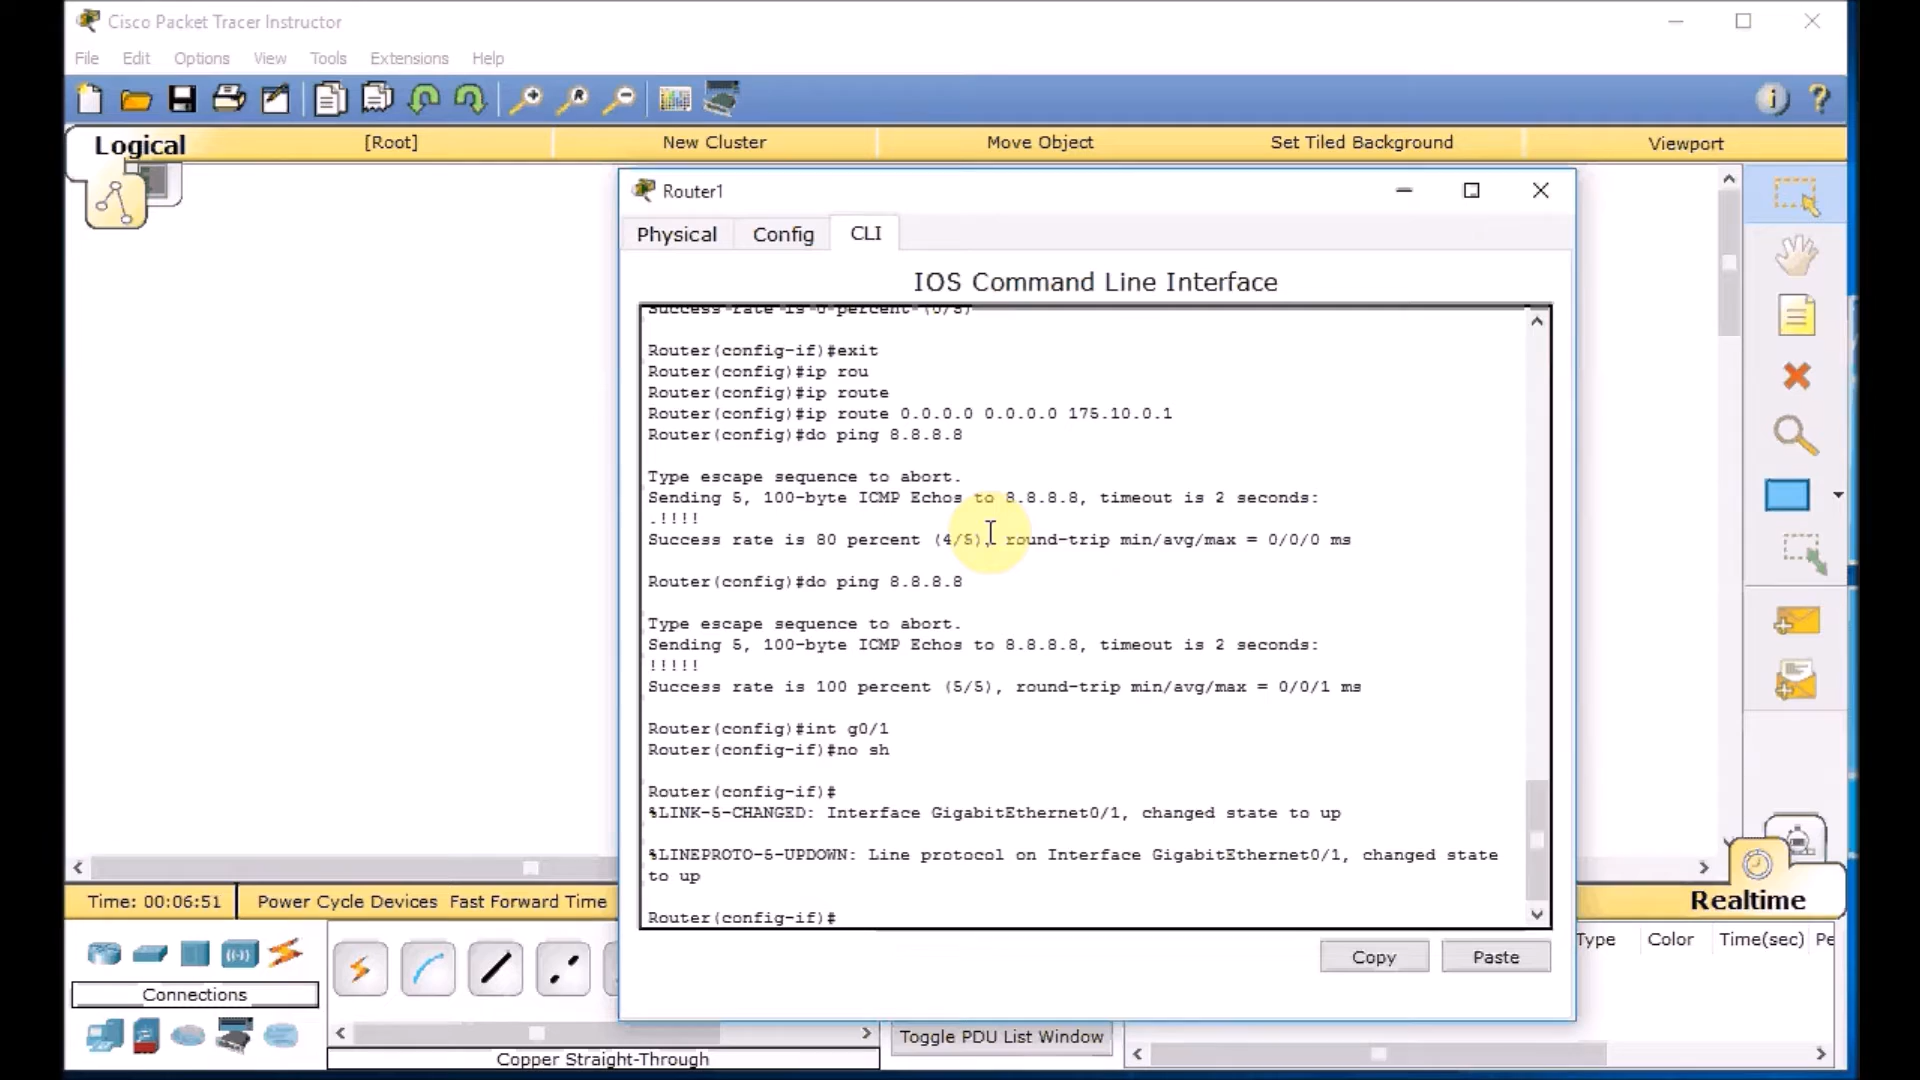 Cisco Packet Tracer Instructor
File Edit Options View Tools Extensions Help
Logical [Root] New Cluster Move Object Set Tiled Background Viewport
Router1
Physical Config CLI
IOS Command Line Interface
Success rate is 0 percent (0/5)
Router(config-if)#exit
Router(config)#ip rou
Router(config)#ip route
Router(config)#ip route 0.0.0.0 0.0.0.0 175.10.0.1
Router(config)#do ping 8.8.8.8
Type escape sequence to abort.
Sending 5, 100-byte ICMP Echos to 8.8.8.8, timeout is 2 seconds:
.!!!!
Success rate is 80 percent (4/5), round-trip min/avg/max = 0/0/0 ms
Router(config)#do ping 8.8.8.8
Type escape sequence to abort.
Sending 5, 100-byte ICMP Echos to 8.8.8.8, timeout is 2 seconds:
!!!!!
Success rate is 100 percent (5/5), round-trip min/avg/max = 0/0/1 ms
Router(config)#int g0/1
Router(config-if)#no sh
Router(config-if)#
%LINK-5-CHANGED: Interface GigabitEthernet0/1, changed state to up
%LINEPROTO-5-UPDOWN: Line protocol on Interface GigabitEthernet0/1, changed state
to up
Router(config-if)#
Copy Paste
Time: 00:06:51 Power Cycle Devices Fast Forward Time Realtime
Type Color Time(sec) Pe
Connections
Toggle PDU List Window
Copper Straight-Through